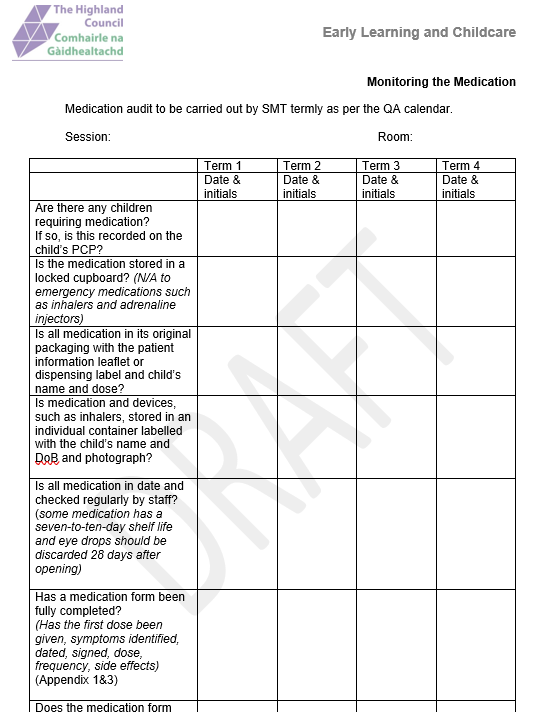 The Highland
Council
Comhairle na
Gàidhealtachd
Early Learning and Childcare
Monitoring the Medication
Medication audit to be carried out by SMT termly as per the QA calendar.
Session: Room:
Term 1 Term 2 Term 3 Term 4
Date & initials Date & initials Date & initials Date & initials
Are there any children
requiring medication?
If so, is this recorded on the
child's PCP?
Is the medication stored in a
locked cupboard? (N/A to
emergency medications such
as inhalers and adrenaline
injectors)
Is all medication in its original
packaging with the patient
information leaflet or
dispensing label and child's
name and dose?
Is medication and devices,
such as inhalers, stored in an
individual container labelled
with the child's name and
DoB and photograph?
Is all medication in date and
checked regularly by staff?
(some medication has a
seven-to-ten-day shelf life
and eye drops should be
discarded 28 days after
opening)
Has a medication form been
fully completed?
(Has the first dose been
given, symptoms identified,
dated, signed, dose,
frequency, side effects)
(Appendix 1&3)
Does the medication form
DRAFT